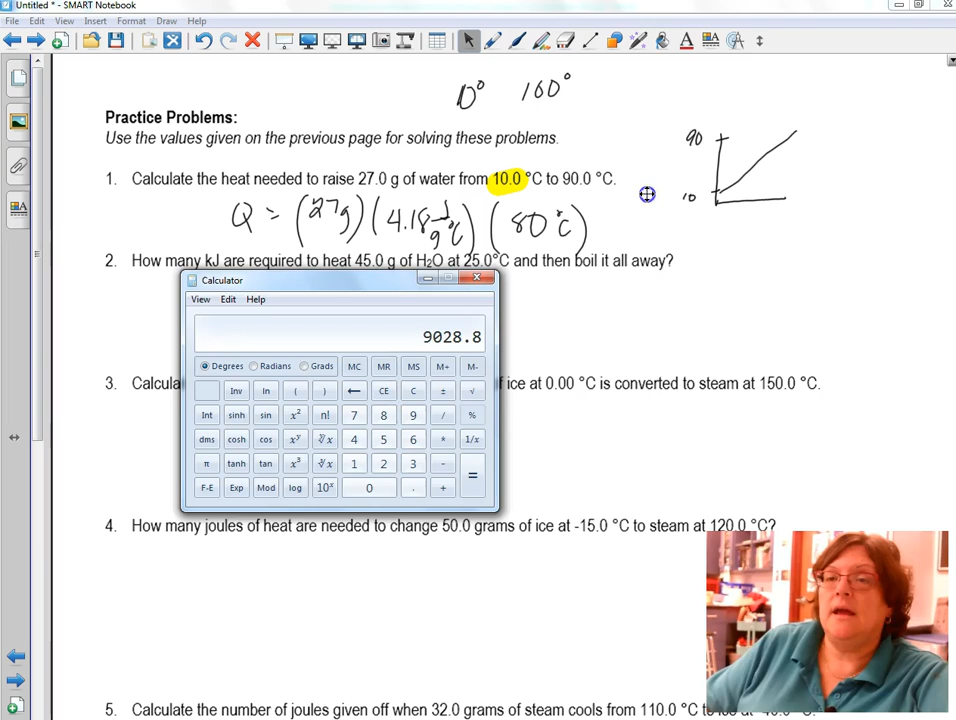 Untitled * - SMART Notebook
File Edit View Insert Format Draw Help
0° 100°
Practice Problems:
Use the values given on the previous page for solving these problems.
90
10
1. Calculate the heat needed to raise 27.0 g of water from 10.0 °C to 90.0 °C.
Q = (27g)(4.18 J/g°C)(80°C)
2. How many kJ are required to heat 45.0 g of H₂O at 25.0°C and then boil it all away?
Calculator
View Edit Help
9028.8
Degrees Radians Grads MC MR MS M+ M-
Inv ln ( ) ← CE C ± √
Int sinh sin x² n! 7 8 9 / %
dms cosh cos xʸ ʸ√x 4 5 6 * 1/x
π tanh tan x³ ³√x 1 2 3 - =
F-E Exp Mod log 10ˣ 0 . +
3. Calcula
f ice at 0.00 °C is converted to steam at 150.0 °C.
4. How many joules of heat are needed to change 50.0 grams of ice at -15.0 °C to steam at 120.0 °C?
5. Calculate the number of joules given off when 32.0 grams of steam cools from 110.0 °C to ice at